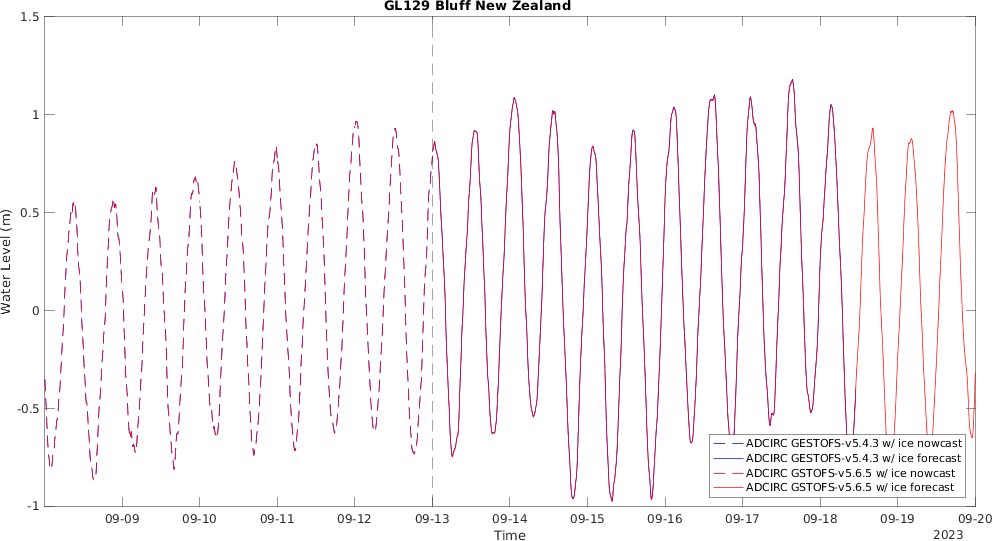 GL129 Bluff New Zealand
1.5
1
0.5
0
-0.5
-1
Water Level (m)
ADCIRC GESTOFS-v5.4.3 w/ ice nowcast
ADCIRC GESTOFS-v5.4.3 w/ ice forecast
ADCIRC GSTOFS-v5.6.5 w/ ice nowcast
ADCIRC GSTOFS-v5.6.5 w/ ice forecast
09-09 09-10 09-11 09-12 09-13 09-14 09-15 09-16 09-17 09-18 09-19 09-20
Time
2023